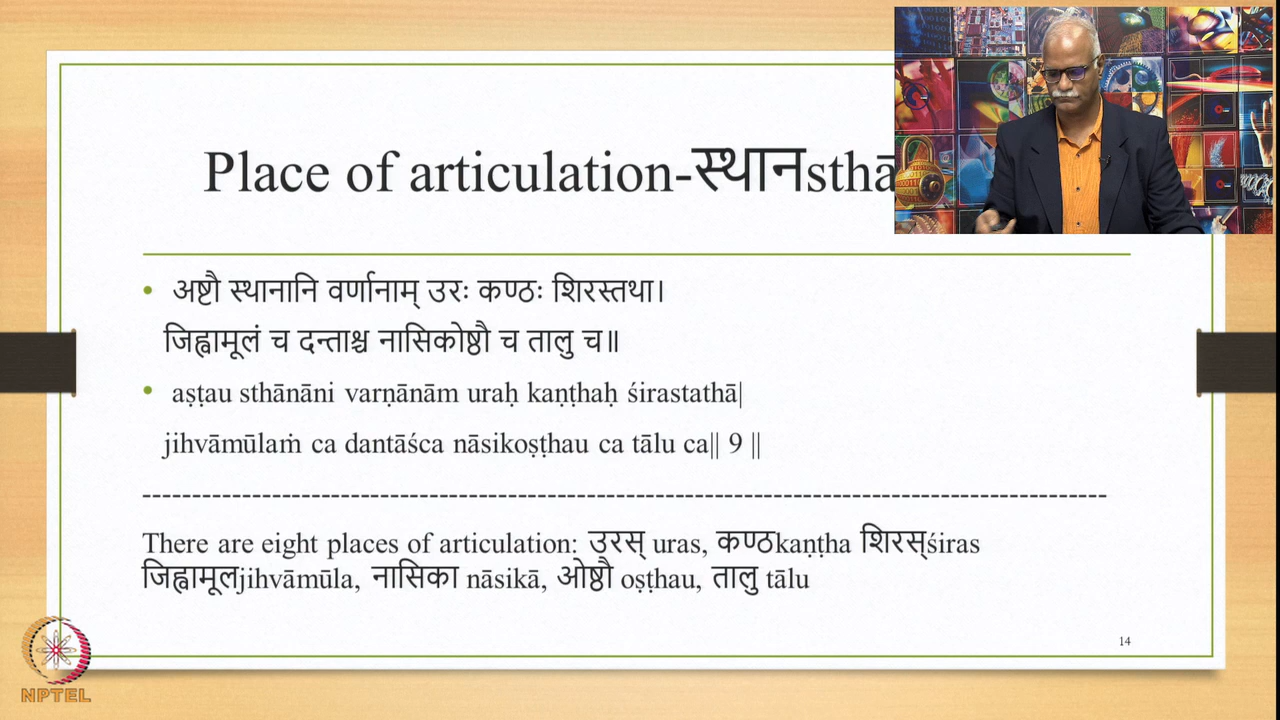 Place of articulation-स्थानsthā
• अष्टौ स्थानानि वर्णानाम् उरः कण्ठः शिरस्तथा।
जिह्वामूलं च दन्ताश्च नासिकोष्ठौ च तालु च॥
• aṣṭau sthānāni varṇānām uraḥ kaṇṭhaḥ śirastathā|
jihvāmūlaṁ ca dantāśca nāsikoṣṭhau ca tālu ca|| 9 ||
There are eight places of articulation: उरस् uras, कण्ठkaṇṭha शिरस्śiras
जिह्वामूलjihvāmūla, नासिका nāsikā, ओष्ठौ oṣṭhau, तालु tālu
14
NPTEL